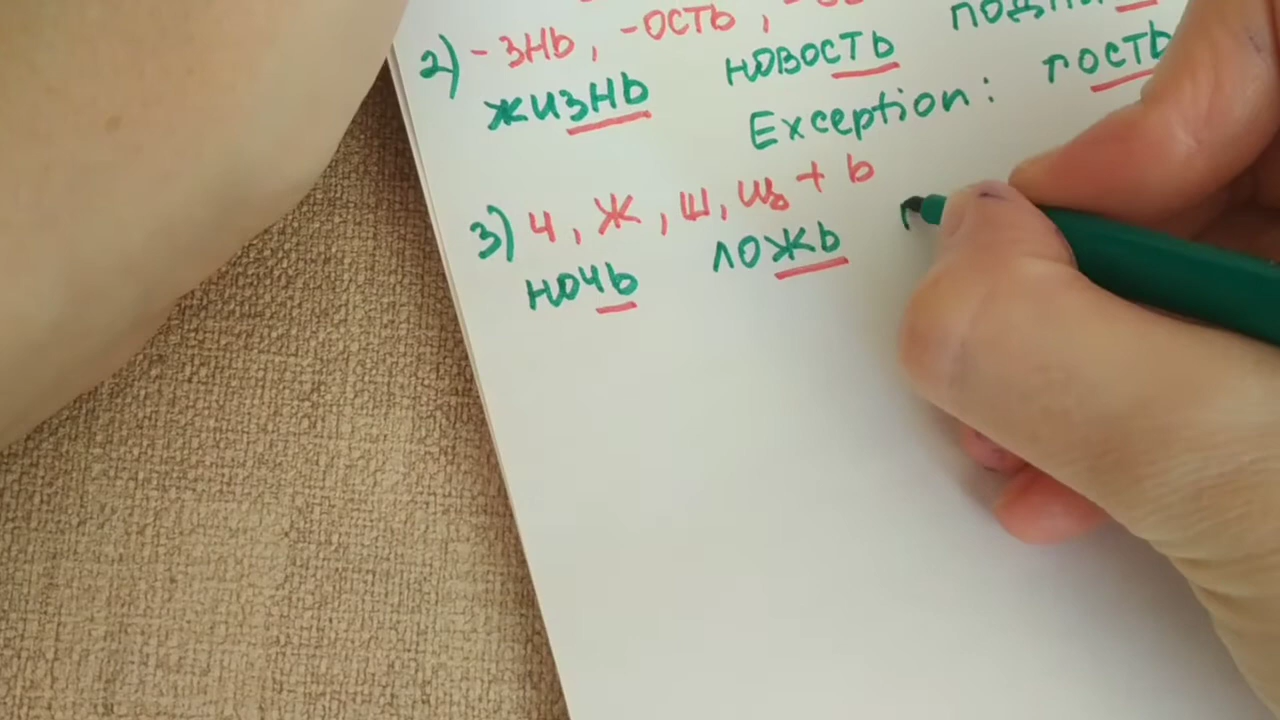 2) -знь, -ость,
жизнь новость
Exception: гость
3) ч, ж, ш, щ + ь
ночь ложь